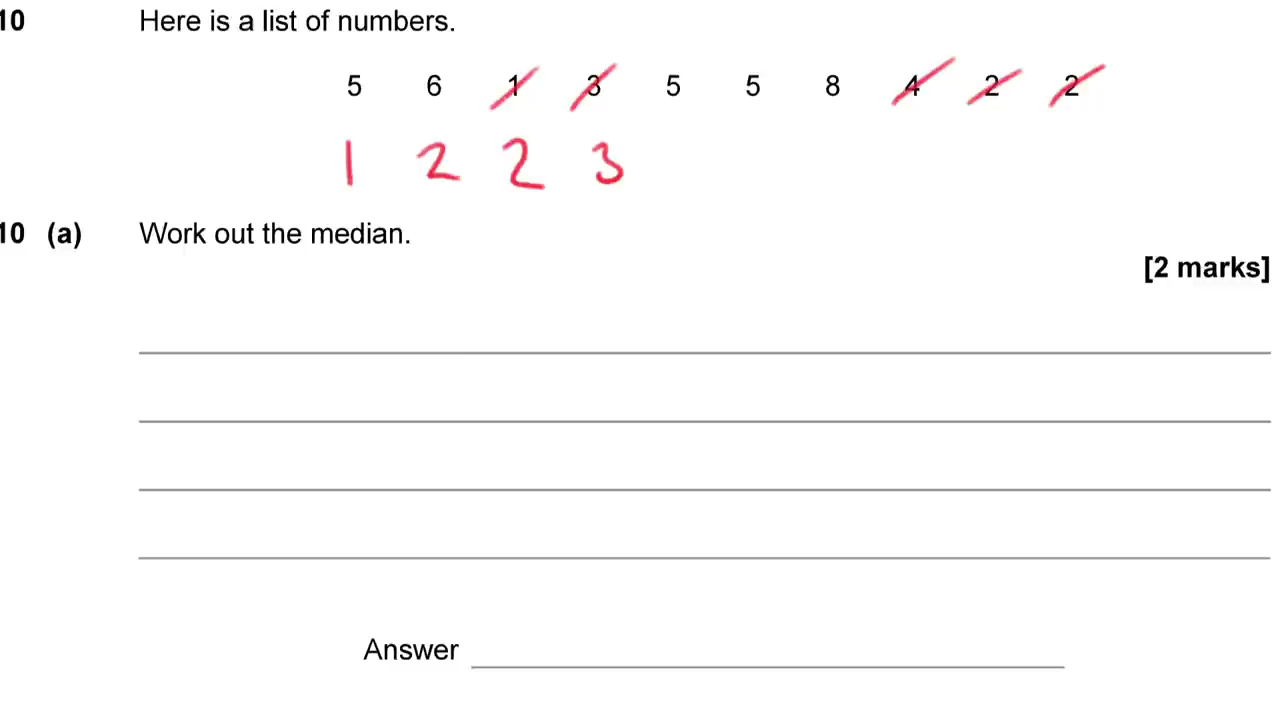 10 Here is a list of numbers.
5 6 1 3 5 5 8 4 2 2
1 2 2 3
10 (a) Work out the median.
[2 marks]
Answer